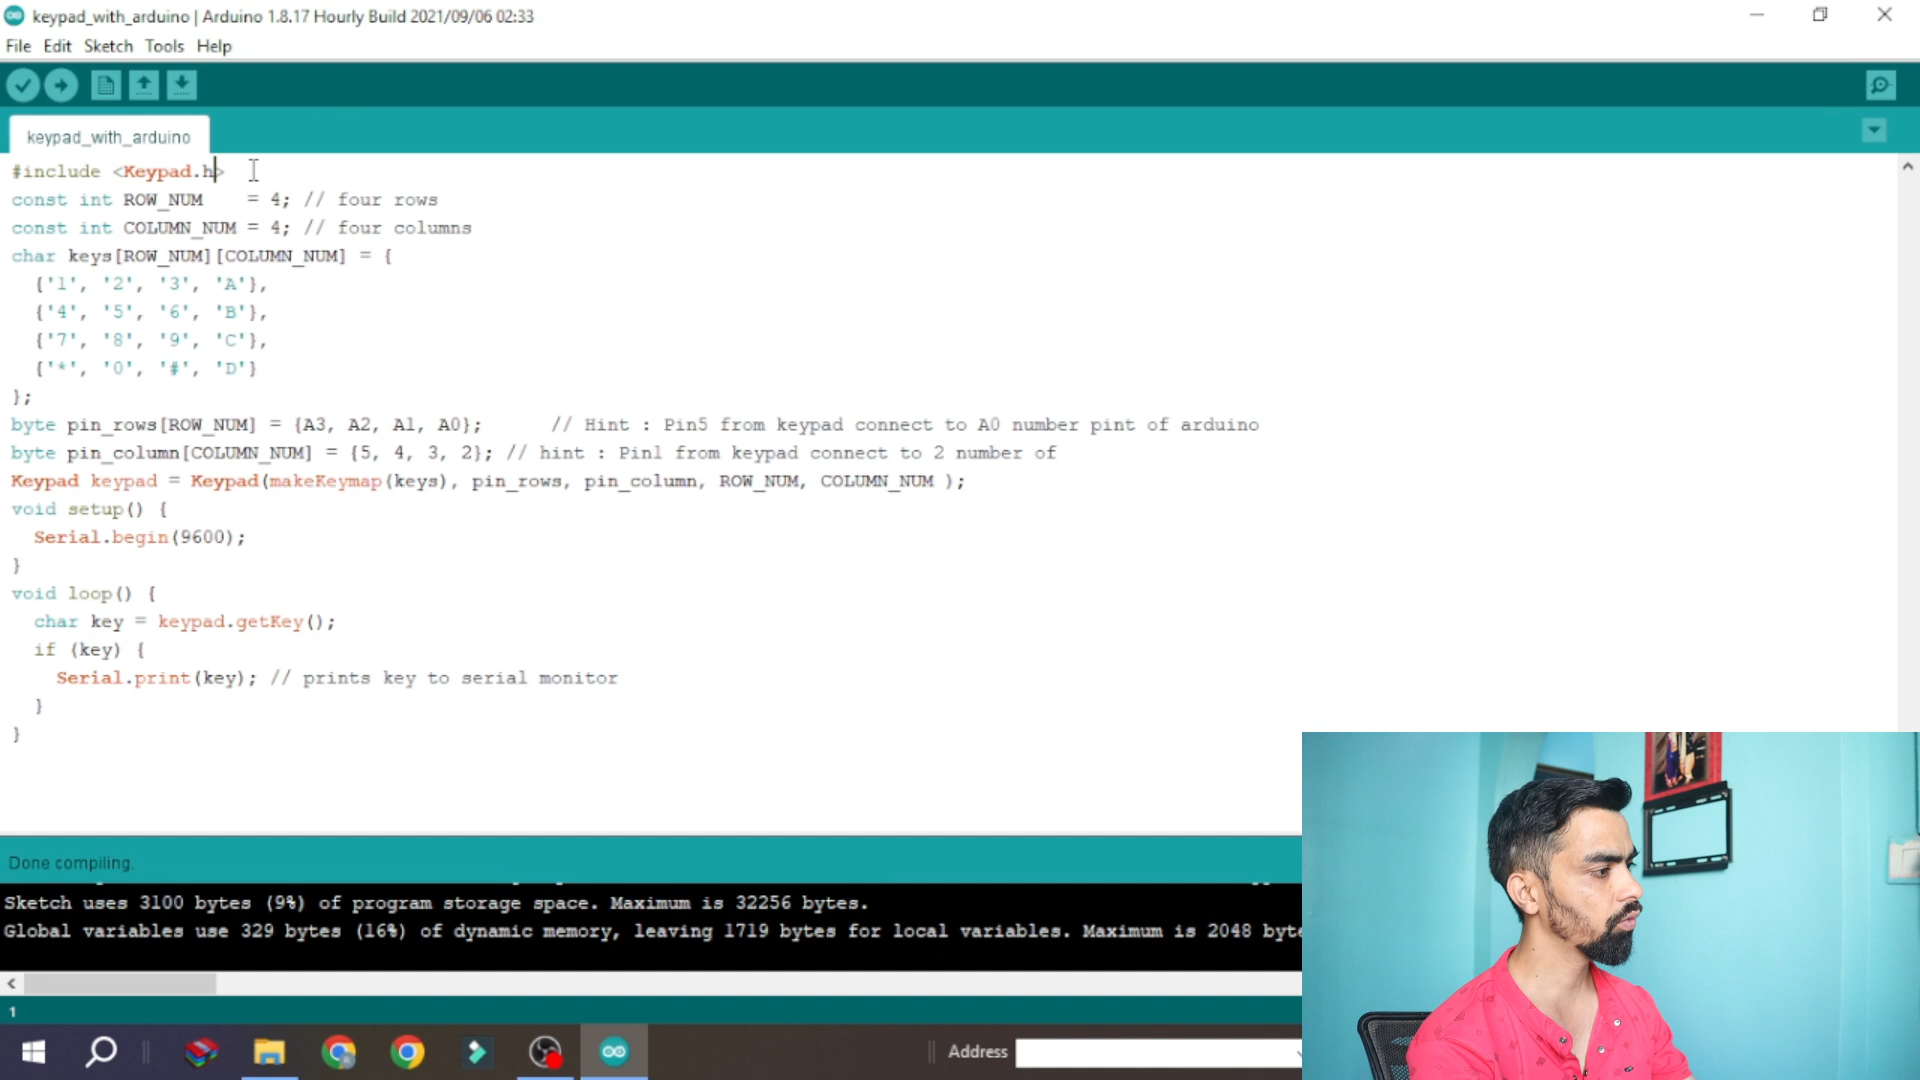 keypad_with_arduino | Arduino 1.8.17 Hourly Build 2021/09/06 02:33
File Edit Sketch Tools Help
keypad_with_arduino
#include <Keypad.h>
const int ROW_NUM    = 4; // four rows
const int COLUMN_NUM = 4; // four columns
char keys[ROW_NUM][COLUMN_NUM] = {
  {'1', '2', '3', 'A'},
  {'4', '5', '6', 'B'},
  {'7', '8', '9', 'C'},
  {'*', '0', '#', 'D'}
};
byte pin_rows[ROW_NUM] = {A3, A2, A1, A0};      // Hint : Pin5 from keypad connect to A0 number pint of arduino
byte pin_column[COLUMN_NUM] = {5, 4, 3, 2}; // hint : Pin1 from keypad connect to 2 number of
Keypad keypad = Keypad(makeKeymap(keys), pin_rows, pin_column, ROW_NUM, COLUMN_NUM );
void setup() {
  Serial.begin(9600);
}
void loop() {
  char key = keypad.getKey();
  if (key) {
    Serial.print(key); // prints key to serial monitor
  }
}
Done compiling.
Sketch uses 3100 bytes (9%) of program storage space. Maximum is 32256 bytes.
Global variables use 329 bytes (16%) of dynamic memory, leaving 1719 bytes for local variables. Maximum is 2048 byte
1
Address